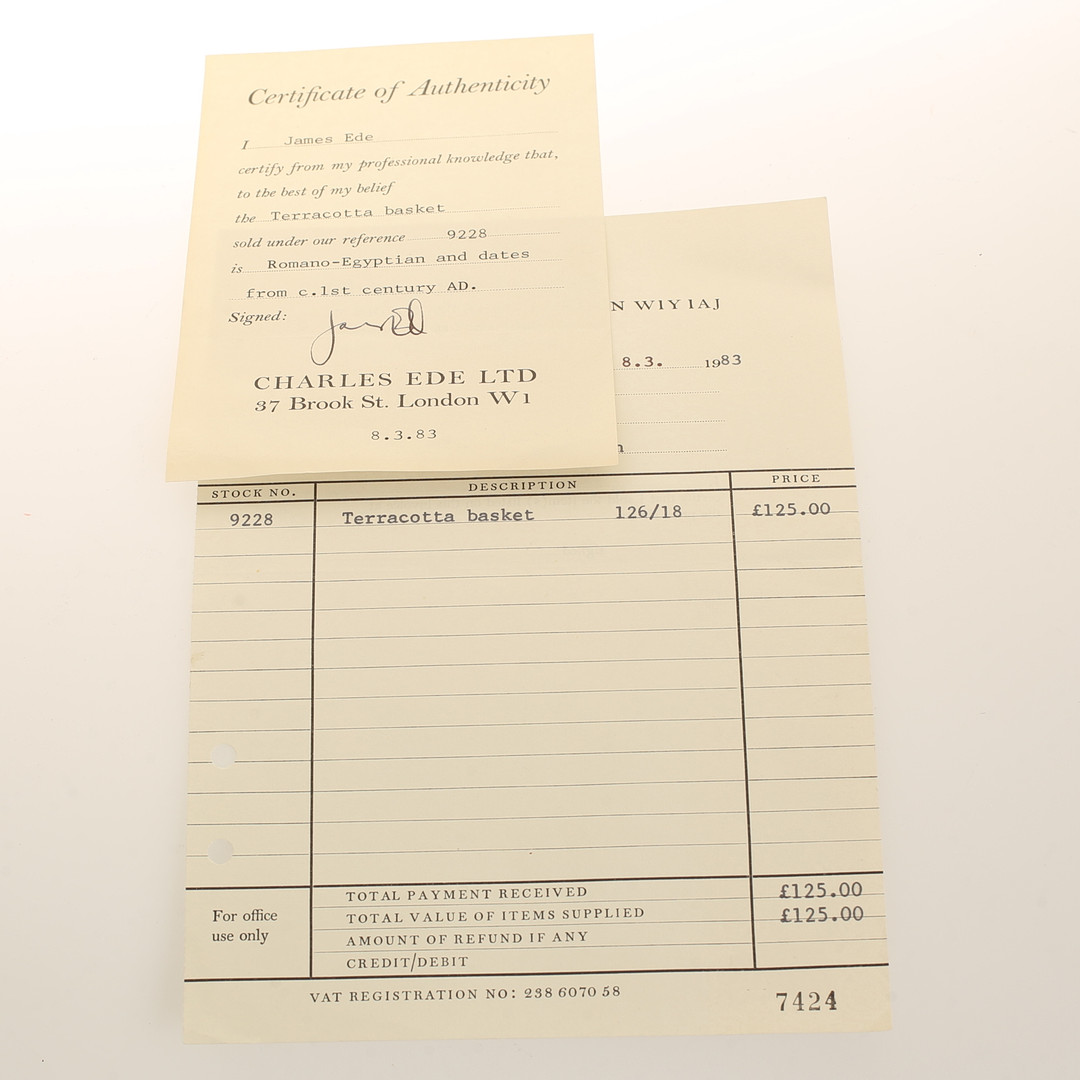 Certificate of Authenticity
I James Ede
certify from my professional knowledge that,
to the best of my belief
the Terracotta basket
sold under our reference 9228
is Romano-Egyptian and dates
from c.1st century AD.
Signed: James Ede
CHARLES EDE LTD
37 Brook St. London W1
8.3.83
N W1Y 1AJ
8.3. 1983
n
STOCK NO. DESCRIPTION PRICE
9228 Terracotta basket 126/18 £125.00
TOTAL PAYMENT RECEIVED £125.00
For office TOTAL VALUE OF ITEMS SUPPLIED £125.00
use only AMOUNT OF REFUND IF ANY
CREDIT/DEBIT
VAT REGISTRATION NO: 238 6070 58
7424